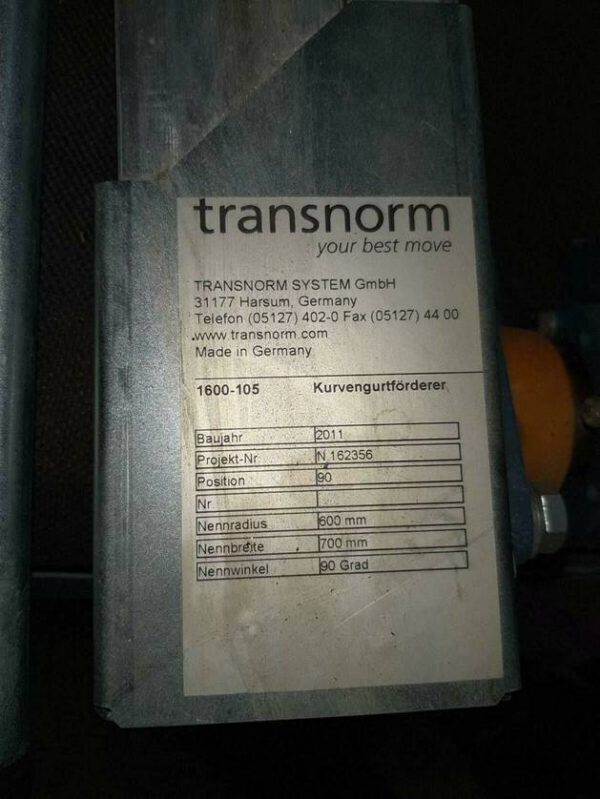 transnorm
your best move
TRANSNORM SYSTEM GmbH
31177 Harsum, Germany
Telefon (05127) 402-0 Fax (05127) 44 00
www.transnorm.com
Made in Germany
1600-105 Kurvengurtförderer
Baujahr 2011
Projekt-Nr N 162356
Position 90
Nr
Nennradius 600 mm
Nennbreite 700 mm
Nennwinkel 90 Grad